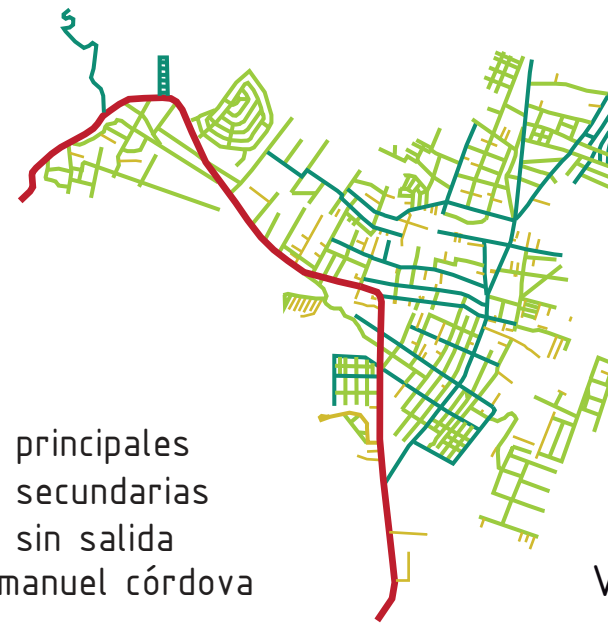 principales
secundarias
sin salida
manuel córdova
V